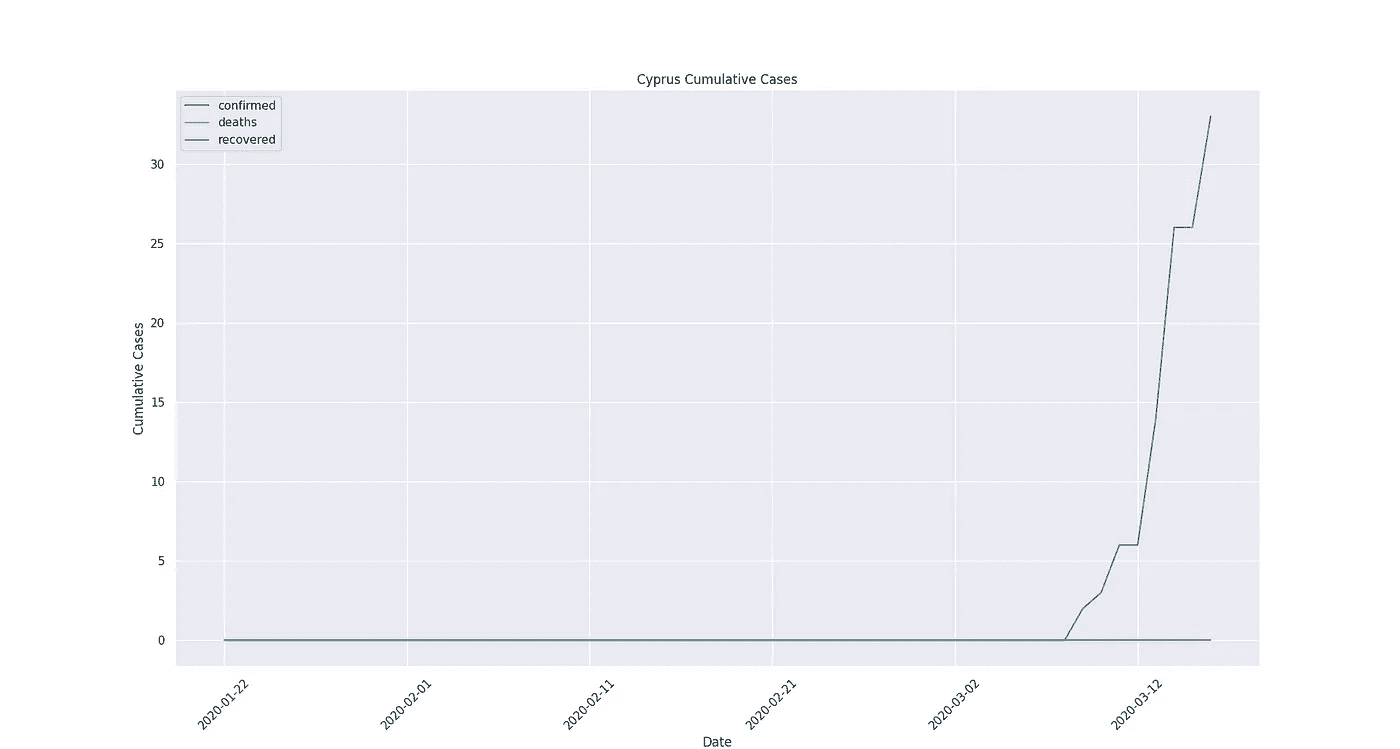 Cyprus Cumulative Cases
confirmed
deaths
recovered
30
25
20
15
10
5
0
Cumulative Cases
2020-01-22
2020-02-01
2020-02-11
2020-02-21
2020-03-02
2020-03-12
Date